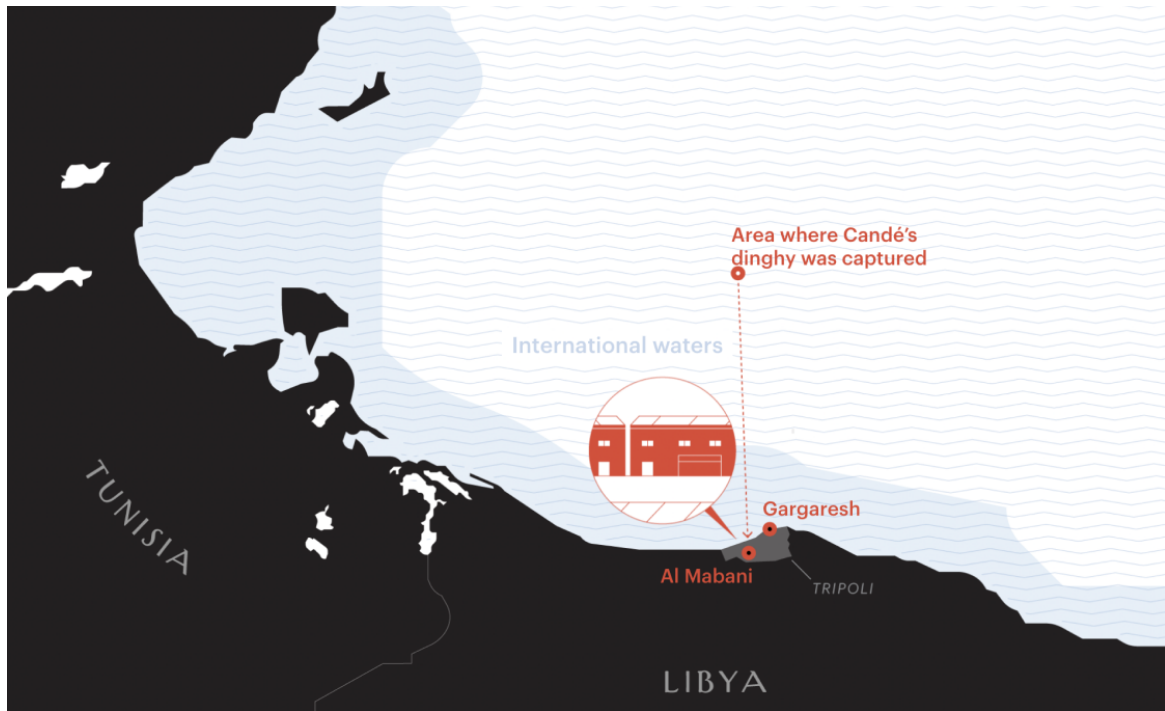 Area where Candé's
dinghy was captured
International waters
Gargaresh
Al Mabani
TRIPOLI
TUNISIA
LIBYA